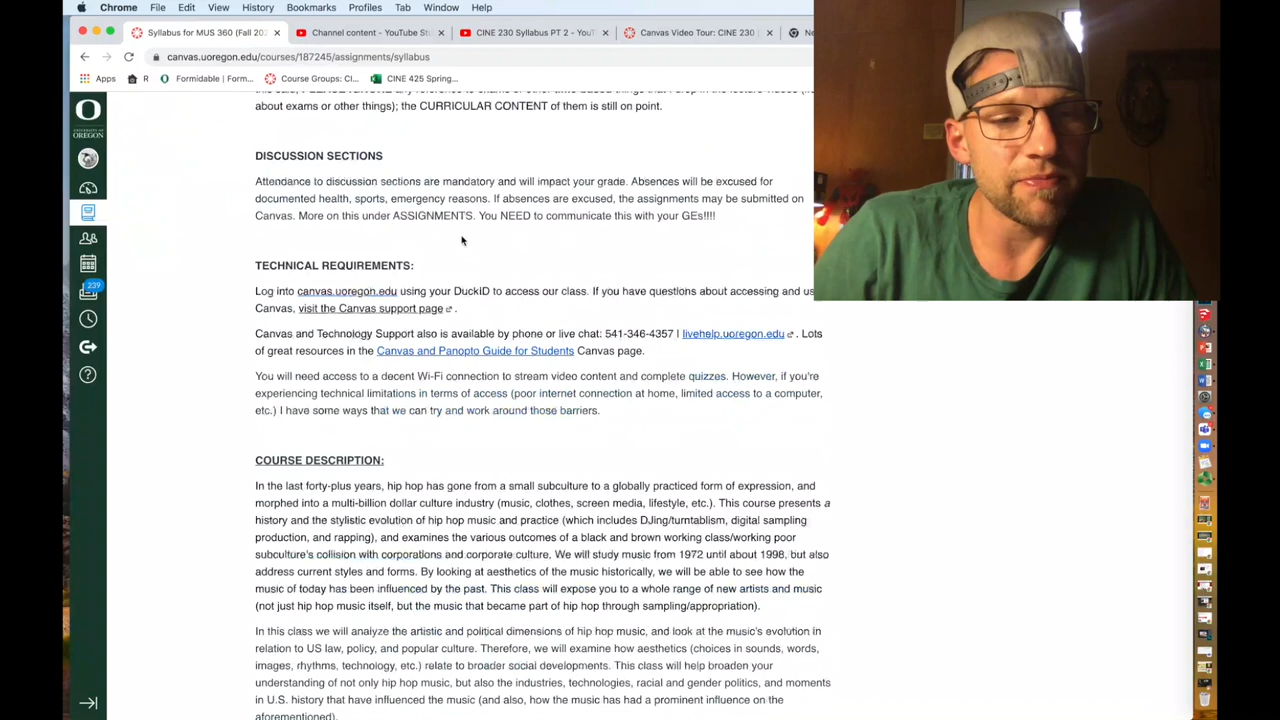 Chrome File Edit View History Bookmarks Profiles Tab Window Help
Syllabus for MUS 360 (Fall 202
Channel content - YouTube Stu
CINE 230 Syllabus PT 2 - YouT
Canvas Video Tour: CINE 230
Ne
canvas.uoregon.edu/courses/187245/assignments/syllabus
Apps
R
Formidable | Form...
Course Groups: CI...
CINE 425 Spring...
O
UNIVERSITY OF
OREGON
239
about exams or other things); the CURRICULAR CONTENT of them is still on point.
DISCUSSION SECTIONS
Attendance to discussion sections are mandatory and will impact your grade. Absences will be excused for
documented health, sports, emergency reasons. If absences are excused, the assignments may be submitted on
Canvas. More on this under ASSIGNMENTS. You NEED to communicate this with your GEs!!!!
TECHNICAL REQUIREMENTS:
Log into canvas.uoregon.edu using your DuckID to access our class. If you have questions about accessing and us
Canvas, visit the Canvas support page .
Canvas and Technology Support also is available by phone or live chat: 541-346-4357 | livehelp.uoregon.edu . Lots
of great resources in the Canvas and Panopto Guide for Students Canvas page.
You will need access to a decent Wi-Fi connection to stream video content and complete quizzes. However, if you're
experiencing technical limitations in terms of access (poor internet connection at home, limited access to a computer,
etc.) I have some ways that we can try and work around those barriers.
COURSE DESCRIPTION:
In the last forty-plus years, hip hop has gone from a small subculture to a globally practiced form of expression, and
morphed into a multi-billion dollar culture industry (music, clothes, screen media, lifestyle, etc.). This course presents a
history and the stylistic evolution of hip hop music and practice (which includes DJing/turntablism, digital sampling
production, and rapping), and examines the various outcomes of a black and brown working class/working poor
subculture's collision with corporations and corporate culture. We will study music from 1972 until about 1998, but also
address current styles and forms. By looking at aesthetics of the music historically, we will be able to see how the
music of today has been influenced by the past. This class will expose you to a whole range of new artists and music
(not just hip hop music itself, but the music that became part of hip hop through sampling/appropriation).
In this class we will analyze the artistic and political dimensions of hip hop music, and look at the music's evolution in
relation to US law, policy, and popular culture. Therefore, we will examine how aesthetics (choices in sounds, words,
images, rhythms, technology, etc.) relate to broader social developments. This class will help broaden your
understanding of not only hip hop music, but also the industries, technologies, racial and gender politics, and moments
in U.S. history that have influenced the music (and also, how the music has had a prominent influence on the
aforementioned).